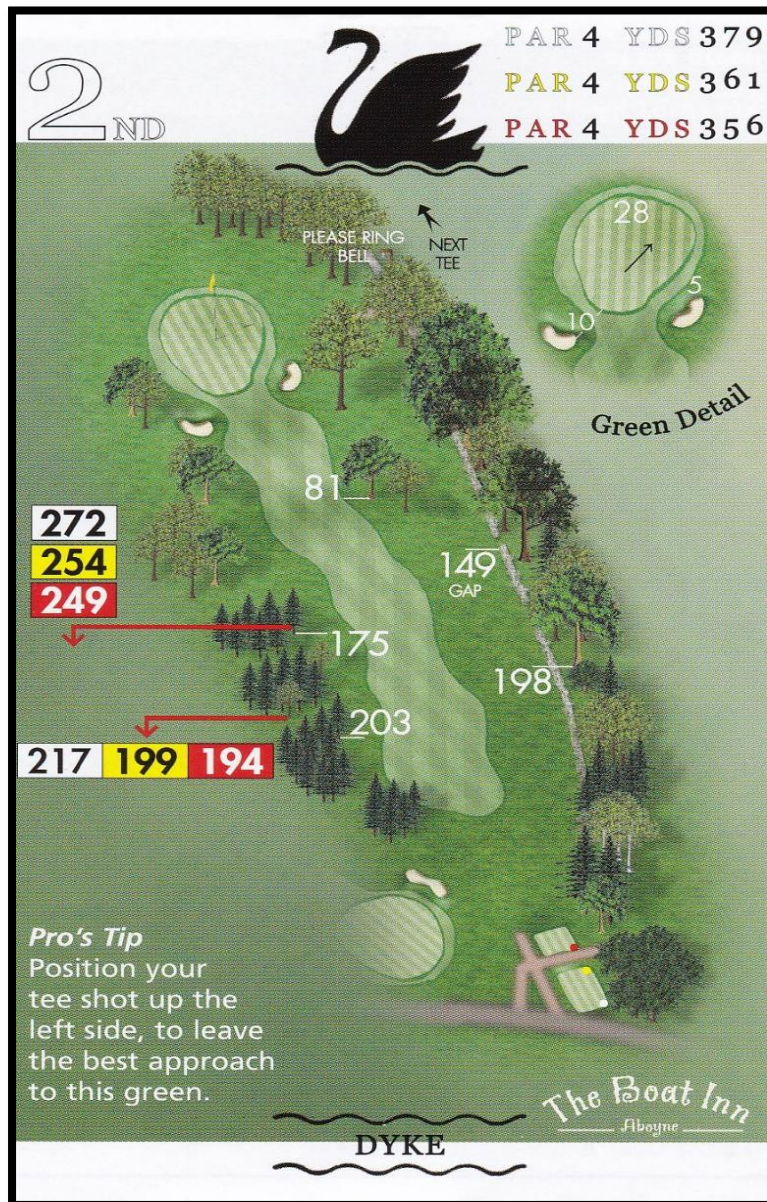 2ND
PAR 4 YDS 379
PAR 4 YDS 361
PAR 4 YDS 356
PLEASE RING
BELL
NEXT
TEE
28
5
10
Green Detail
81
272
254
249
149
GAP
175
198
203
217 199 194
Pro's Tip
Position your
tee shot up the
left side, to leave
the best approach
to this green.
The Boat Inn
Aboyne
DYKE